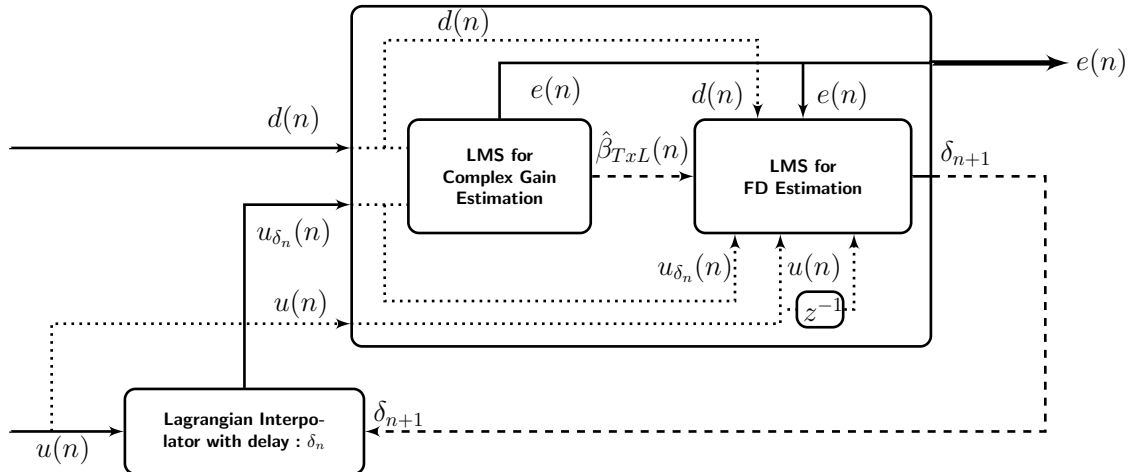 d(n)
e(n)
e(n)
d(n)
e(n)
d(n)
LMS for
Complex Gain
Estimation
β̂_{TxL}(n)
LMS for
FD Estimation
δ_{n+1}
u_{δ_n}(n)
u_{δ_n}(n)
u(n)
u(n)
z^{-1}
Lagrangian Interpo-
lator with delay : δ_n
δ_{n+1}
u(n)